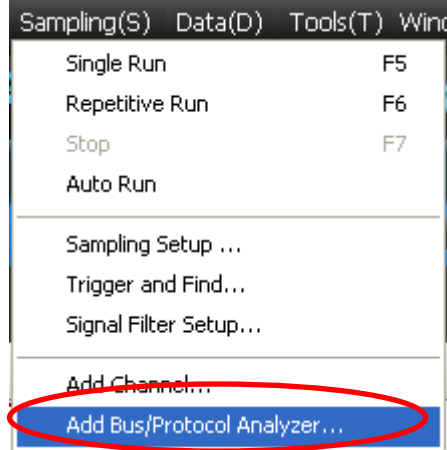 Sampling(S) Data(D) Tools(T)
Single Run F5
Repetitive Run F6
Stop F7
Auto Run
Sampling Setup ...
Trigger and Find...
Signal Filter Setup...
Add Channel...
Add Bus/Protocol Analyzer...